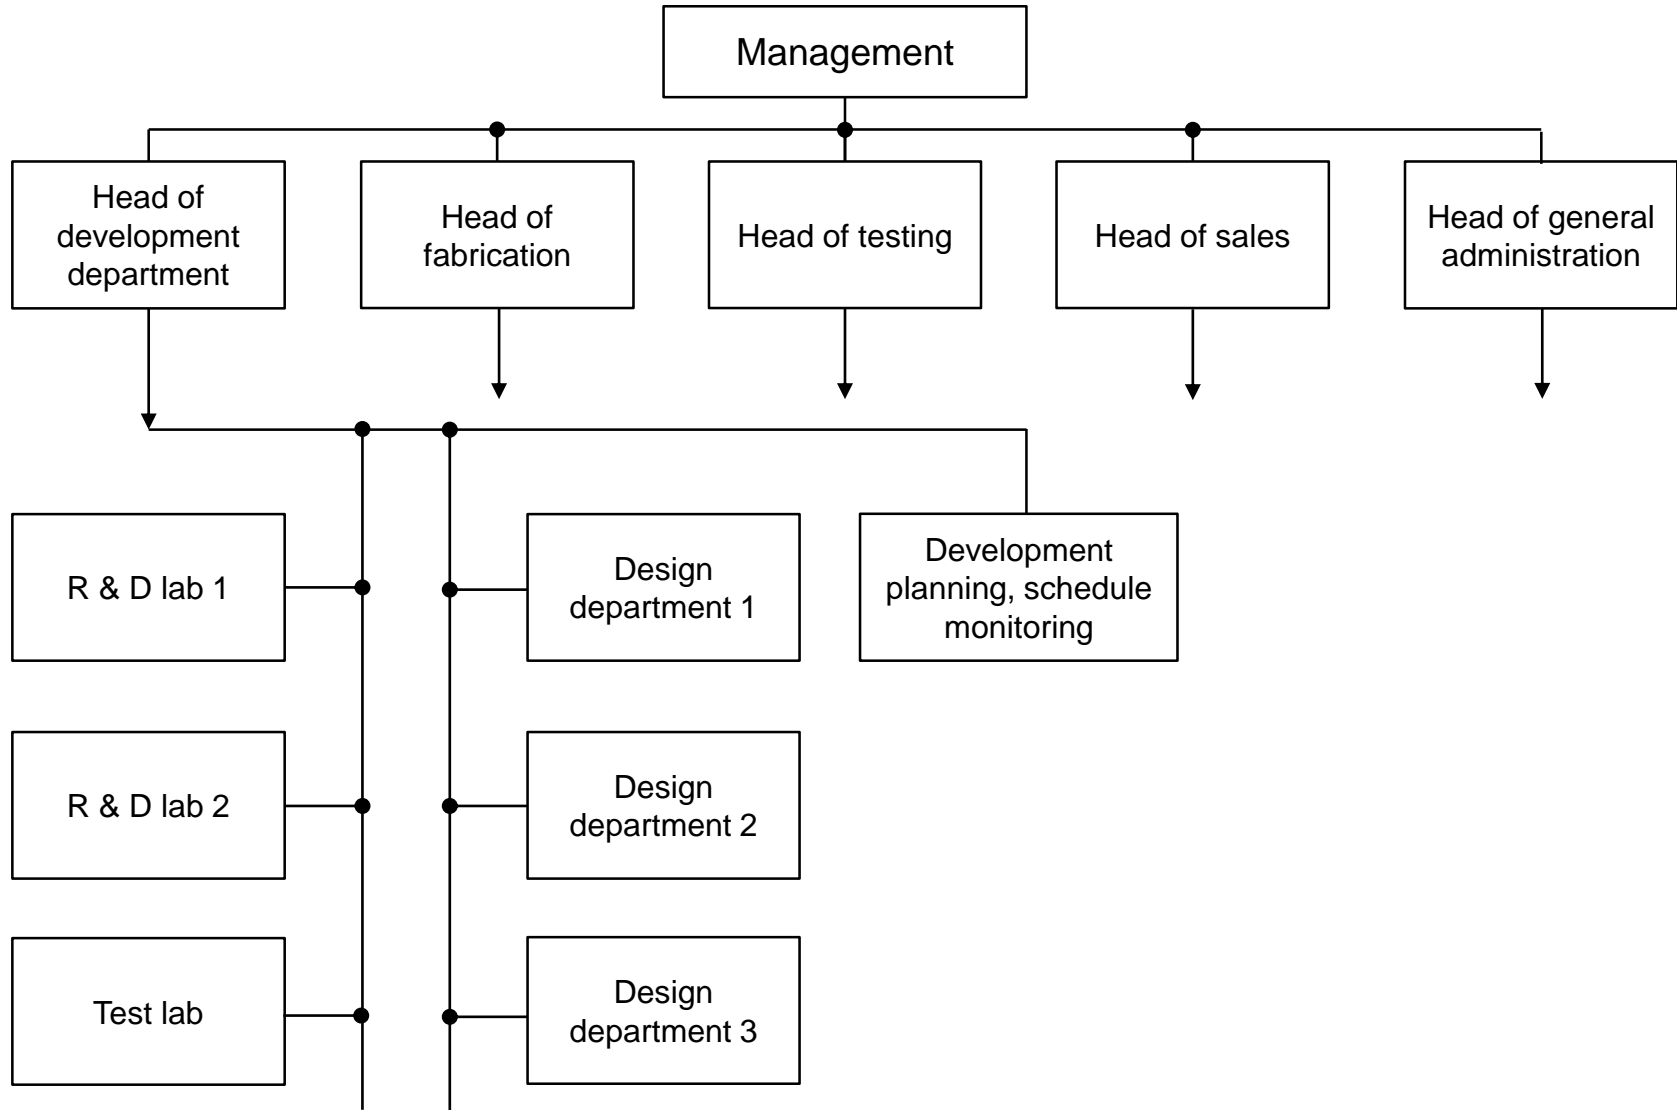 Management
Head of
development
department
Head of
fabrication
Head of testing
Head of sales
Head of general
administration
R & D lab 1
Design
department 1
Development
planning, schedule
monitoring
R & D lab 2
Design
department 2
Test lab
Design
department 3